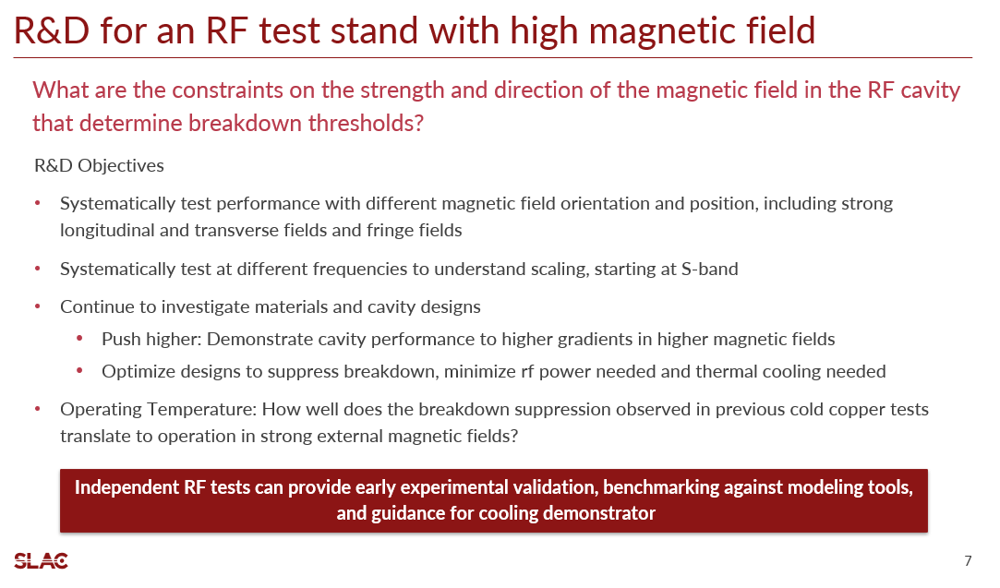 R&D for an RF test stand with high magnetic field
What are the constraints on the strength and direction of the magnetic field in the RF cavity
that determine breakdown thresholds?
R&D Objectives
• Systematically test performance with different magnetic field orientation and position, including strong
longitudinal and transverse fields and fringe fields
• Systematically test at different frequencies to understand scaling, starting at S-band
• Continue to investigate materials and cavity designs
• Push higher: Demonstrate cavity performance to higher gradients in higher magnetic fields
• Optimize designs to suppress breakdown, minimize rf power needed and thermal cooling needed
• Operating Temperature: How well does the breakdown suppression observed in previous cold copper tests
translate to operation in strong external magnetic fields?
Independent RF tests can provide early experimental validation, benchmarking against modeling tools,
and guidance for cooling demonstrator
SLAC
7